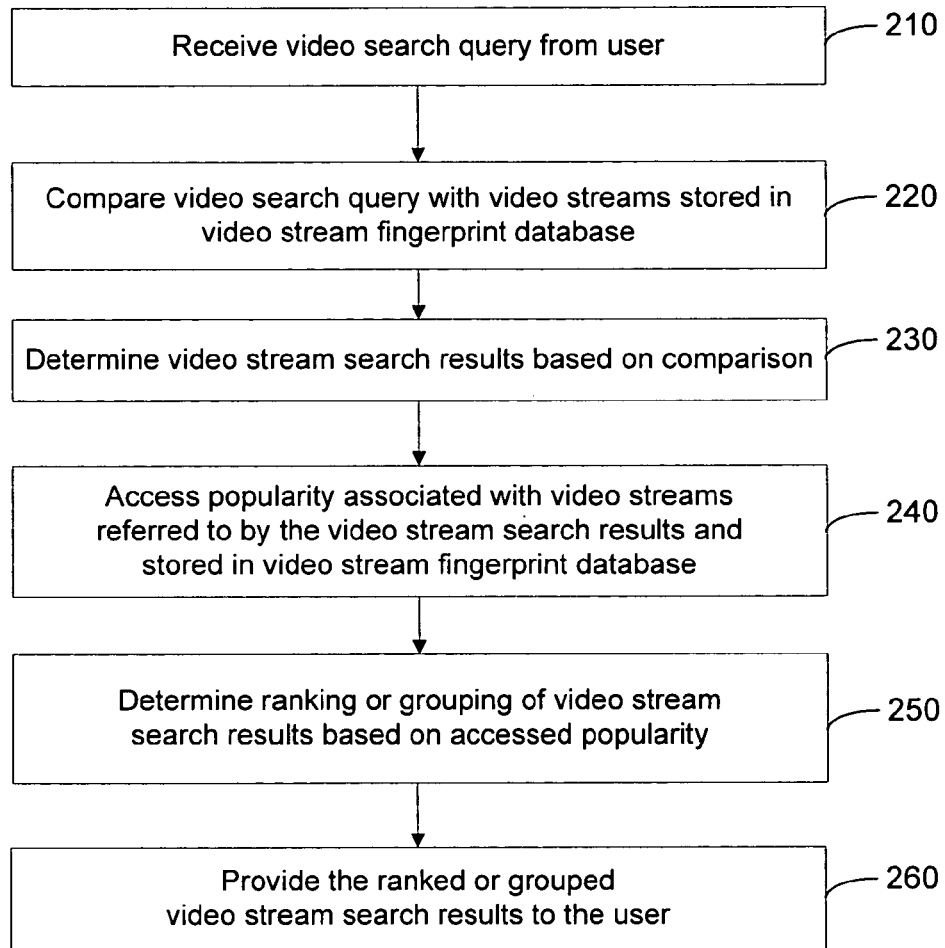 Receive video search query from user
210
Compare video search query with video streams stored in
video stream fingerprint database
220
Determine video stream search results based on comparison
230
Access popularity associated with video streams
referred to by the video stream search results and
stored in video stream fingerprint database
240
Determine ranking or grouping of video stream
search results based on accessed popularity
250
Provide the ranked or grouped
video stream search results to the user
260